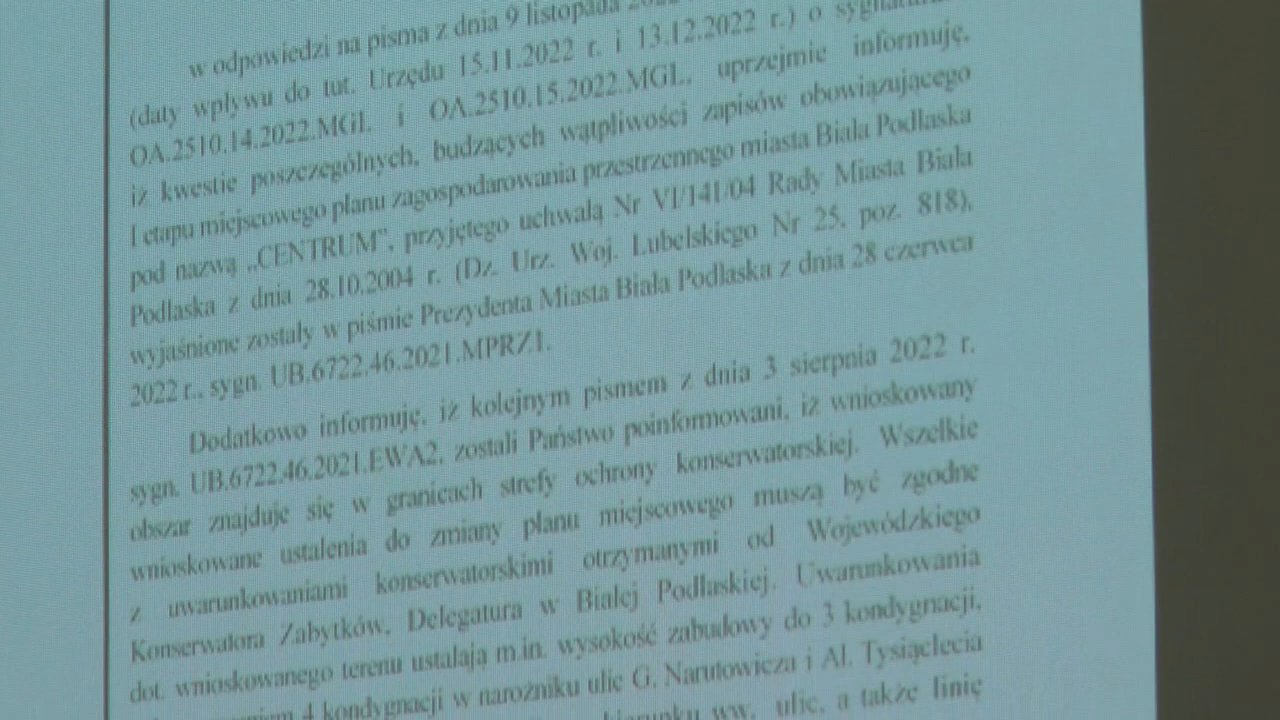 w odpowiedzi na pisma z dnia 9 listopada
(daty wpływu do tut. Urzędu 15.11.2022 r. i 13.12.2022 r.) o
OA.2510.14.2022.MGL i OA.2510.15.2022.MGL, uprzejmie informuję,
iż kwestie poszczególnych, budzących wątpliwości zapisów obowiązującego
I etapu miejscowego planu zagospodarowania przestrzennego miasta Biała Podlaska
pod nazwą „CENTRUM", przyjętego uchwałą Nr VI/141/04 Rady Miasta Biała
Podlaska z dnia 28.10.2004 r. (Dz. Urz. Woj. Lubelskiego Nr 25, poz. 818),
wyjaśnione zostały w piśmie Prezydenta Miasta Biała Podlaska z dnia 28 czerwca
2022 r., sygn. UB.6722.46.2021.MPRZ1.
Dodatkowo informuję, iż kolejnym pismem z dnia 3 sierpnia 2022 r.
sygn. UB.6722.46.2021.EWA2, zostali Państwo poinformowani, iż wnioskowany
obszar znajduje się w granicach strefy ochrony konserwatorskiej. Wszelkie
wnioskowane ustalenia do zmiany planu miejscowego muszą być zgodne
z uwarunkowaniami konserwatorskimi otrzymanymi od Wojewódzkiego
Konserwatora Zabytków, Delegatura w Białej Podlaskiej. Uwarunkowania
dot. wnioskowanego terenu ustalają m.in. wysokość zabudowy do 3 kondygnacji,
4 kondygnacji w narożniku ulic G. Narutowicza i Al. Tysiąclecia
kierunku ww. ulic, a także linię